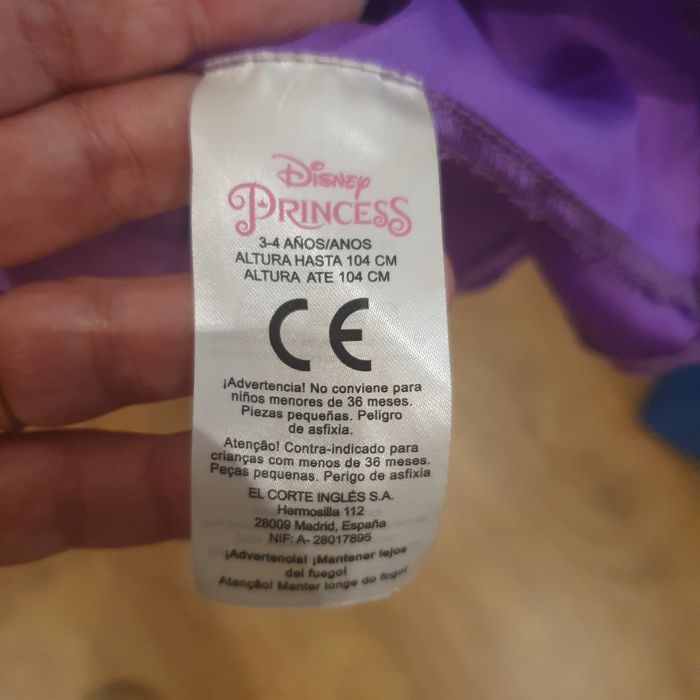 Disney
PRINCESS
3-4 AÑOS/ANOS
ALTURA HASTA 104 CM
ALTURA ATE 104 CM
CE
¡Advertencia! No conviene para
niños menores de 36 meses.
Piezas pequeñas. Peligro
de asfixia.
Atenção! Contra-indicado para
crianças com menos de 36 meses.
Peças pequenas. Perigo de asfixia
EL CORTE INGLÉS S.A.
Hermosilla 112
28009 Madrid, España
NIF: A- 28017895
¡Advertencia! ¡Mantener lejos
del fuego!
Atenção! Manter longe do fogo!